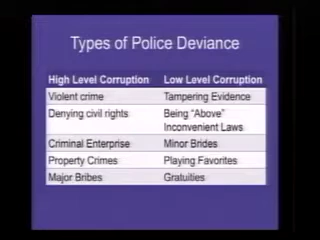 Types of Police Deviance
High Level Corruption Low Level Corruption
Violent crime Tampering Evidence
Denying civil rights Being “Above”
Inconvenient Laws
Criminal Enterprise Minor Brides
Property Crimes Playing Favorites
Major Bribes Gratuities